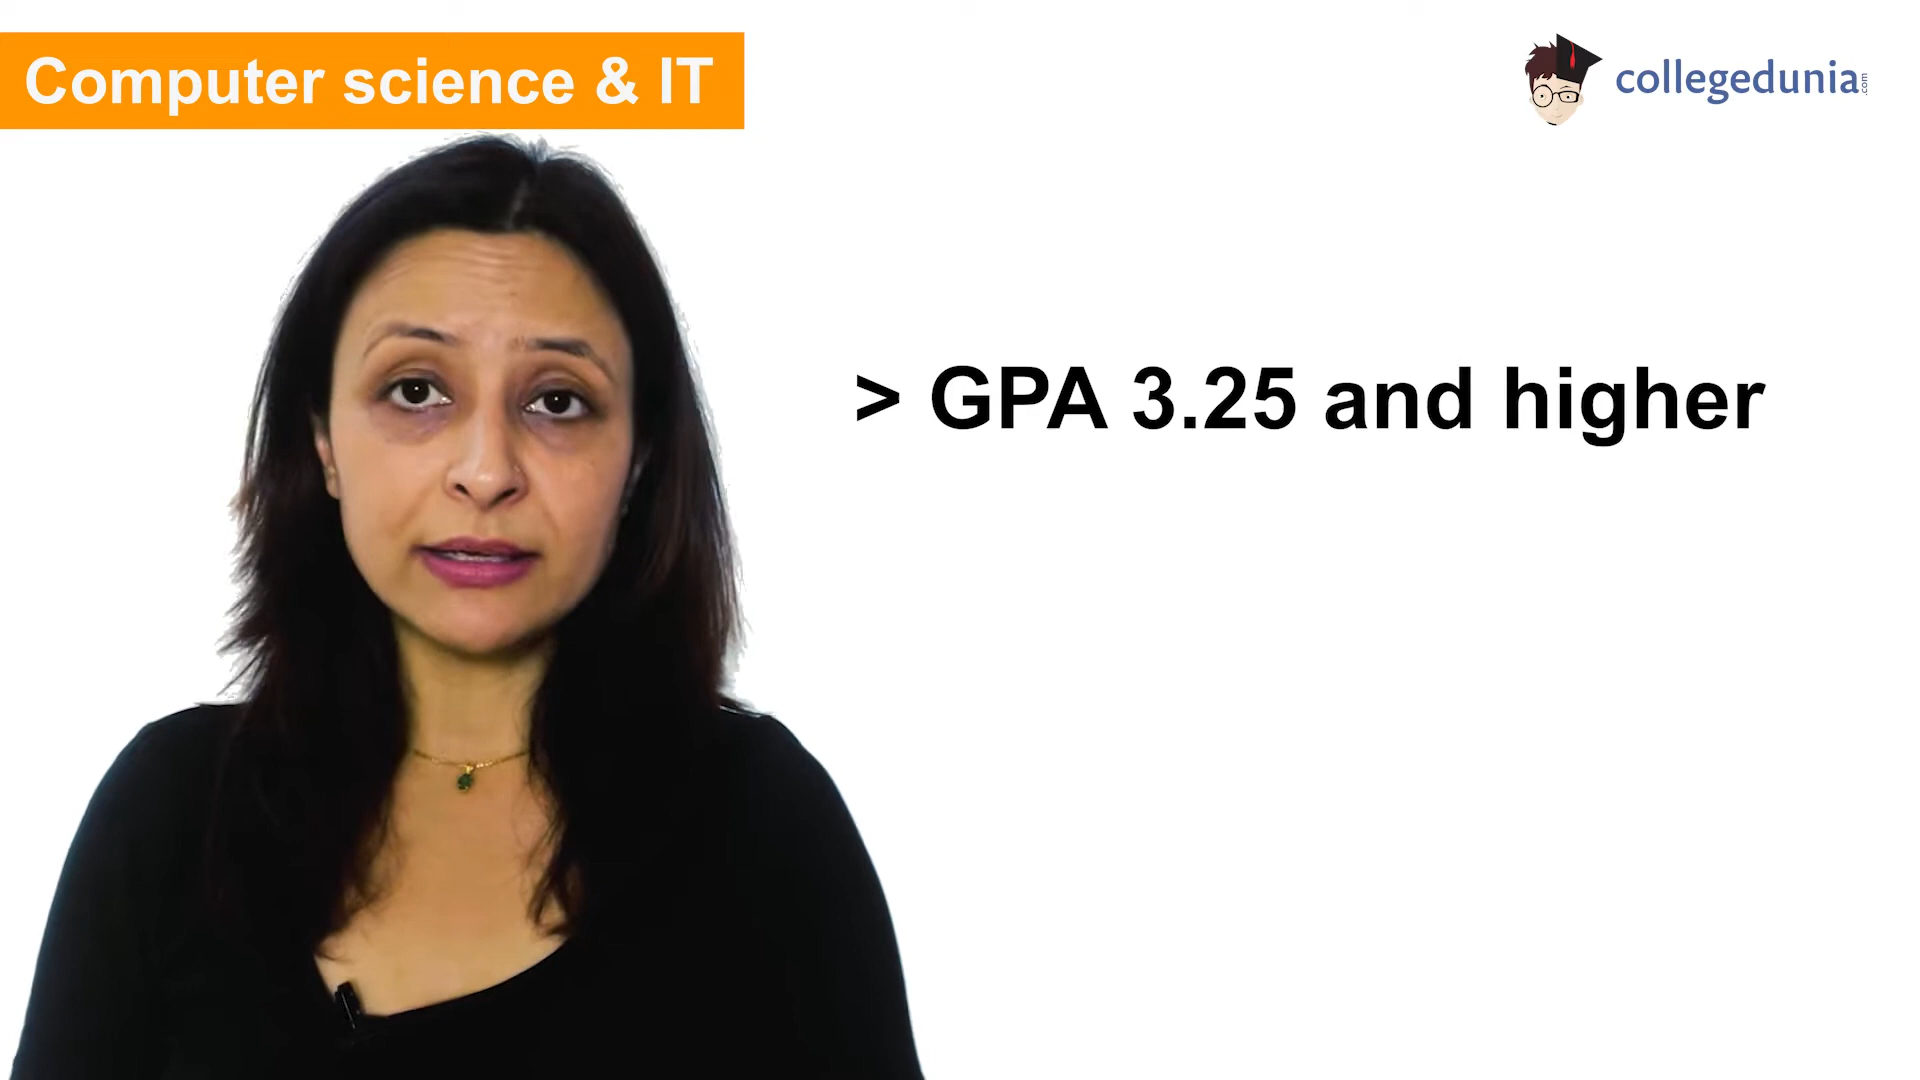 Computer science & IT
collegedunia
.com
> GPA 3.25 and higher